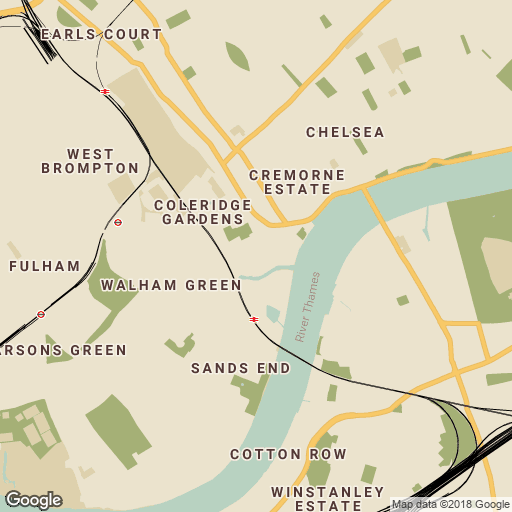 EARLS COURT
CHELSEA
WEST
BROMPTON
CREMORNE
ESTATE
COLERIDGE
GARDENS
FULHAM
WALHAM GREEN
River Thames
ARSONS GREEN
SANDS END
COTTON ROW
WINSTANLEY
ESTATE
Google
Map data ©2018 Google